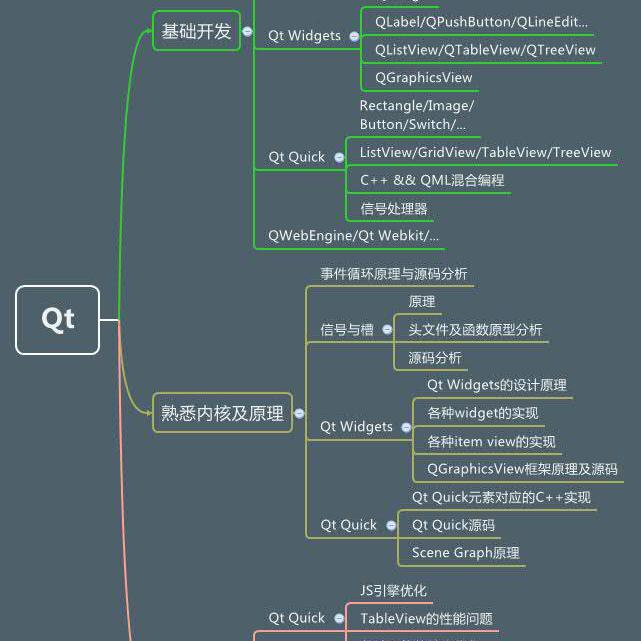 基础开发
Qt Widgets
QLabel/QPushButton/QLineEdit...
QListView/QTableView/QTreeView
QGraphicsView
Rectangle/Image/
Button/Switch/...
Qt Quick
ListView/GridView/TableView/TreeView
C++ && QML混合编程
信号处理器
QWebEngine/Qt Webkit/...
Qt
熟悉内核及原理
事件循环原理与源码分析
信号与槽
原理
头文件及函数原型分析
源码分析
Qt Widgets
Qt Widgets的设计原理
各种widget的实现
各种item view的实现
QGraphicsView框架原理及源码
Qt Quick
Qt Quick元素对应的C++实现
Qt Quick源码
Scene Graph原理
Qt Quick
JS引擎优化
TableView的性能问题